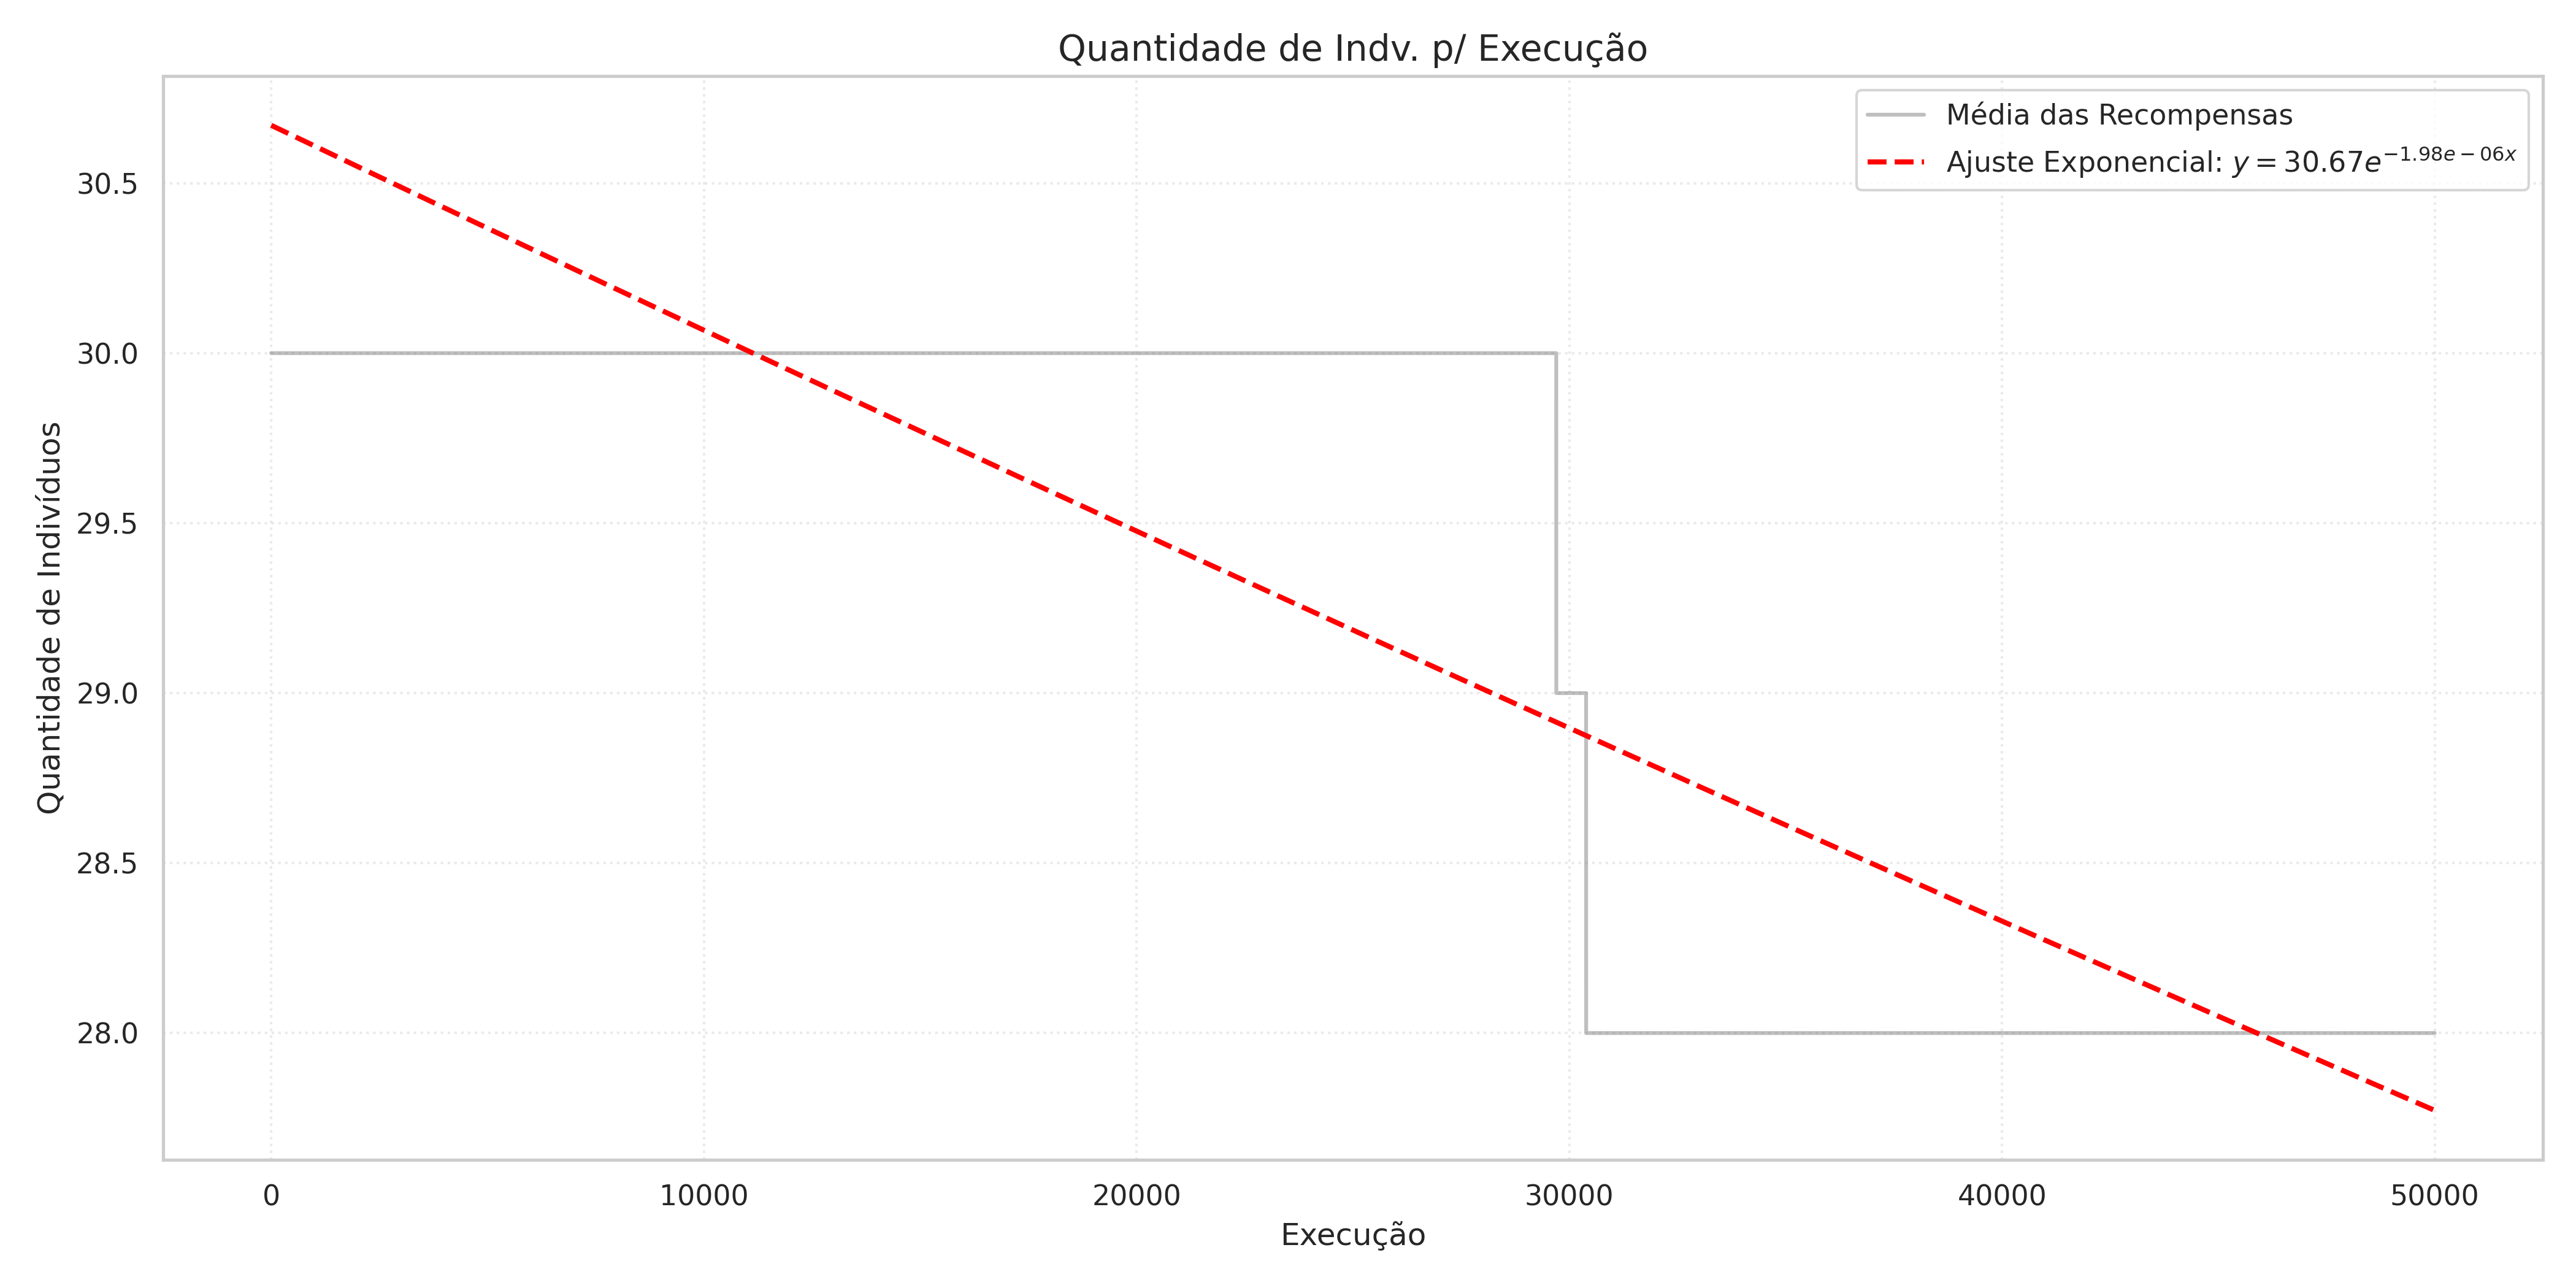 Quantidade de Indv. p/ Execução
Média das Recompensas
Ajuste Exponencial: y = 30.67e^{−1.98e−06x}
30.5
30.0
29.5
29.0
28.5
28.0
Quantidade de Indivíduos
0 10000 20000 30000 40000 50000
Execução